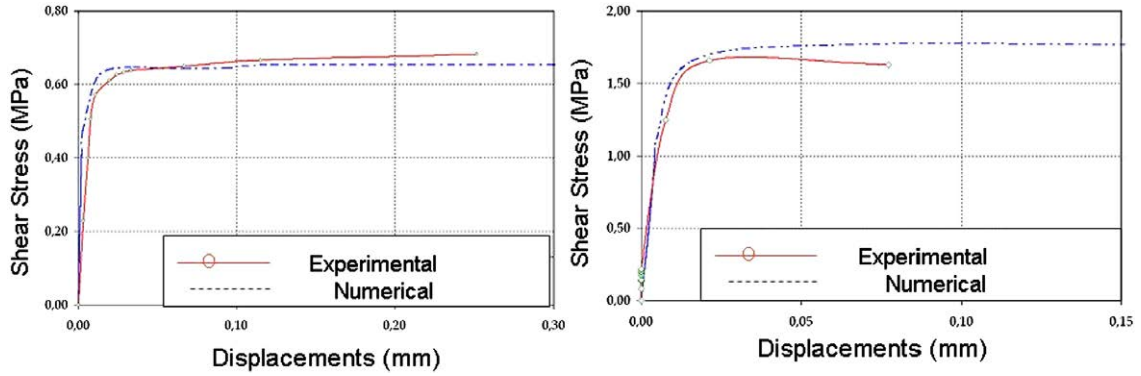 0,80
0,60
0,40
0,20
0,00
Shear Stress (MPa)
Experimental
Numerical
0,00 0,10 0,20 0,30
Displacements (mm)
2,00
1,50
1,00
0,50
0,00
Shear Stress (MPa)
Experimental
Numerical
0,00 0,05 0,10 0,15
Displacements (mm)